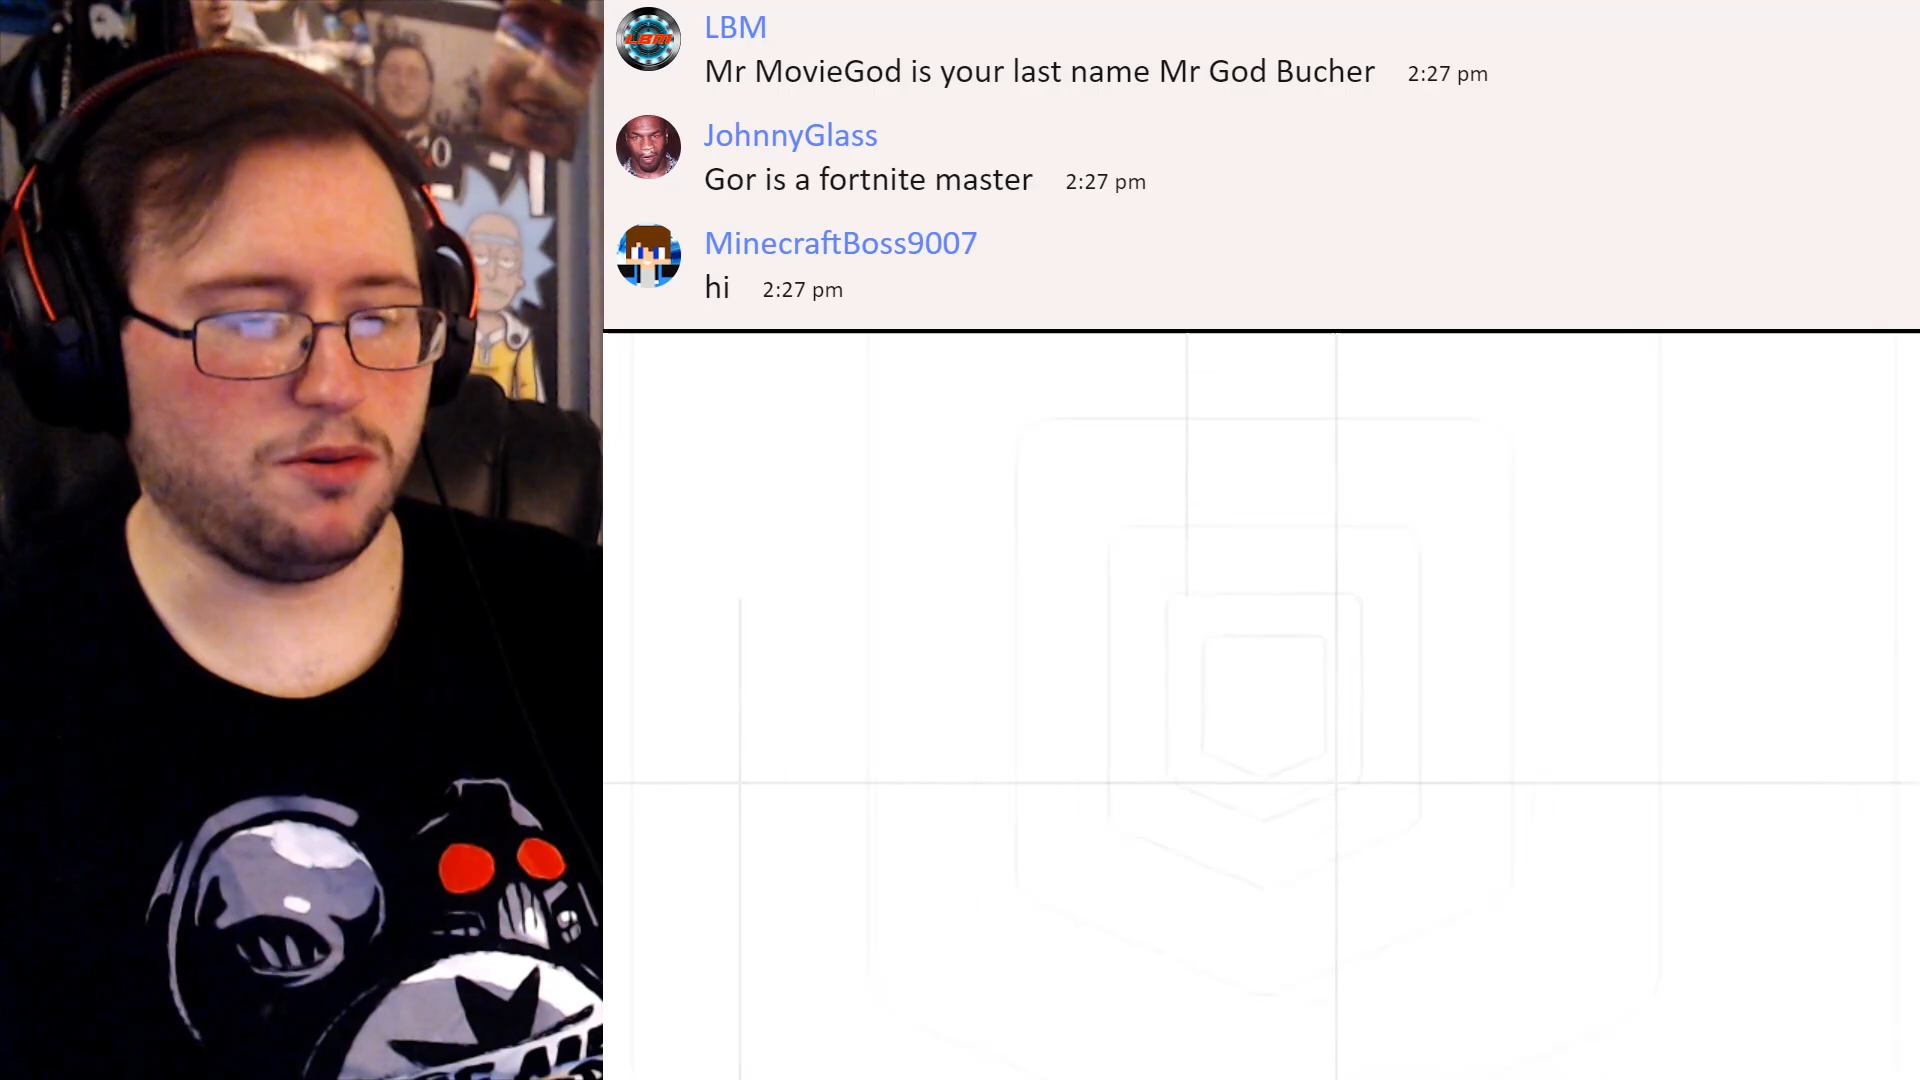 LBM
LBM
Mr MovieGod is your last name Mr God Bucher 2:27 pm
JohnnyGlass
Gor is a fortnite master 2:27 pm
MinecraftBoss9007
hi 2:27 pm